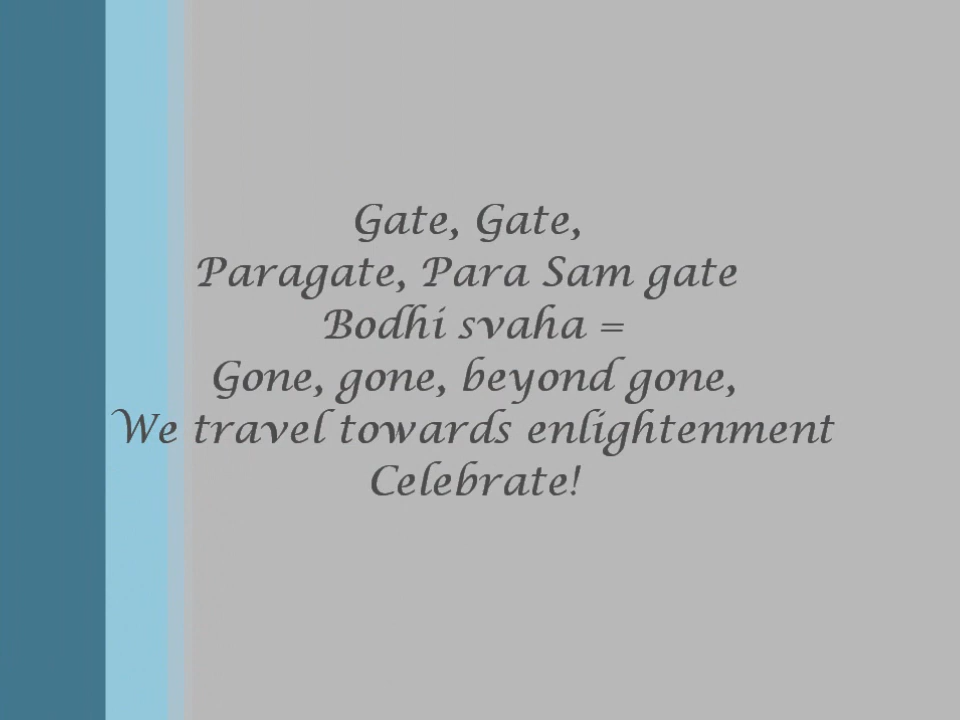 Gate, Gate,
Paragate, Para Sam gate
Bodhi svaha =
Gone, gone, beyond gone,
We travel towards enlightenment
Celebrate!